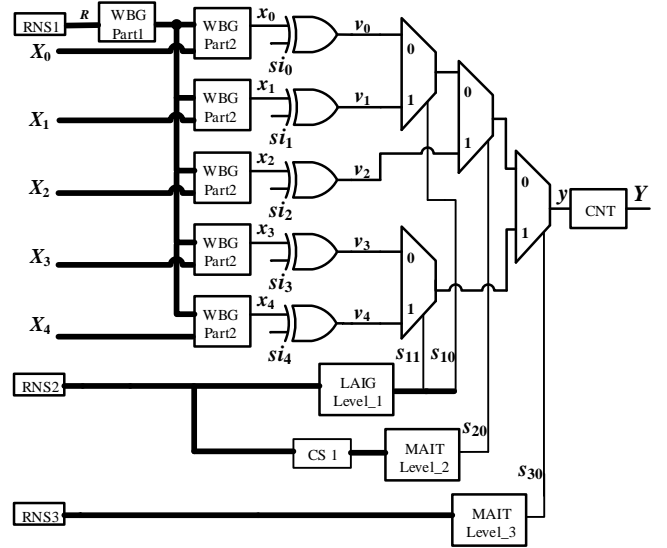 RNS1
R
WBG
Part1
X0
WBG
Part2
x0
si0
v0
0
1
X1
WBG
Part2
x1
si1
v1
0
1
X2
WBG
Part2
x2
si2
v2
0
1
y
CNT
Y
X3
WBG
Part2
x3
si3
v3
0
1
X4
WBG
Part2
x4
si4
v4
s11
s10
RNS2
LAIG
Level_1
s20
CS 1
MAIT
Level_2
s30
RNS3
MAIT
Level_3